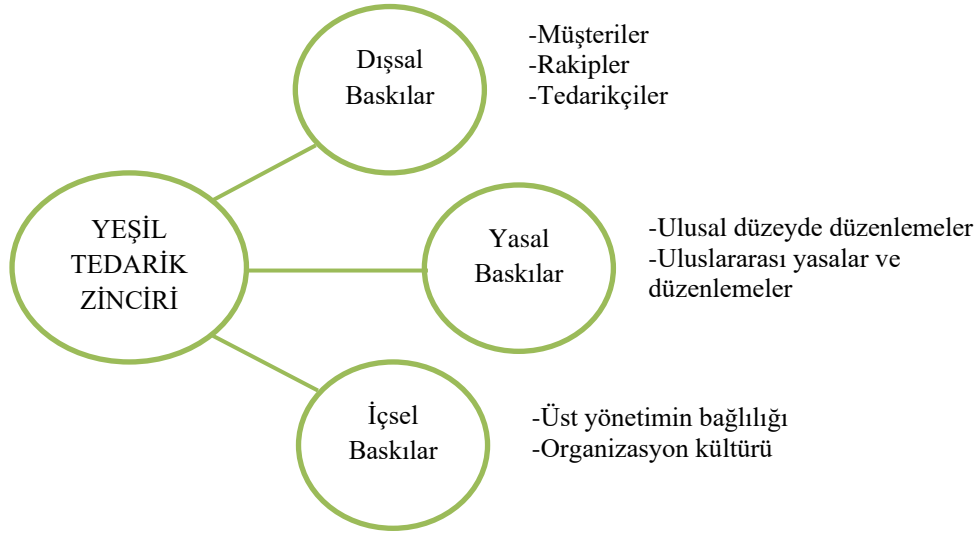 Dışsal
Baskılar
-Müşteriler
-Rakipler
-Tedarikçiler
YEŞİL
TEDARİK
ZİNCİRİ
Yasal
Baskılar
-Ulusal düzeyde düzenlemeler
-Uluslararası yasalar ve
düzenlemeler
İçsel
Baskılar
-Üst yönetimin bağlılığı
-Organizasyon kültürü